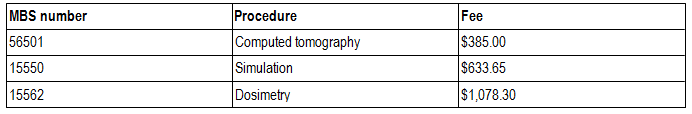 MBS number Procedure Fee
56501 Computed tomography $385.00
15550 Simulation $633.65
15562 Dosimetry $1,078.30